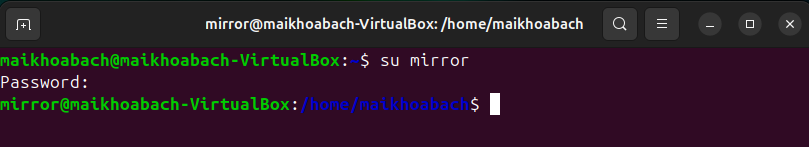 mirror@maikhoabach-VirtualBox: /home/maikhoabach
maikhoabach@maikhoabach-VirtualBox:~$ su mirror
Password:
mirror@maikhoabach-VirtualBox:/home/maikhoabach$